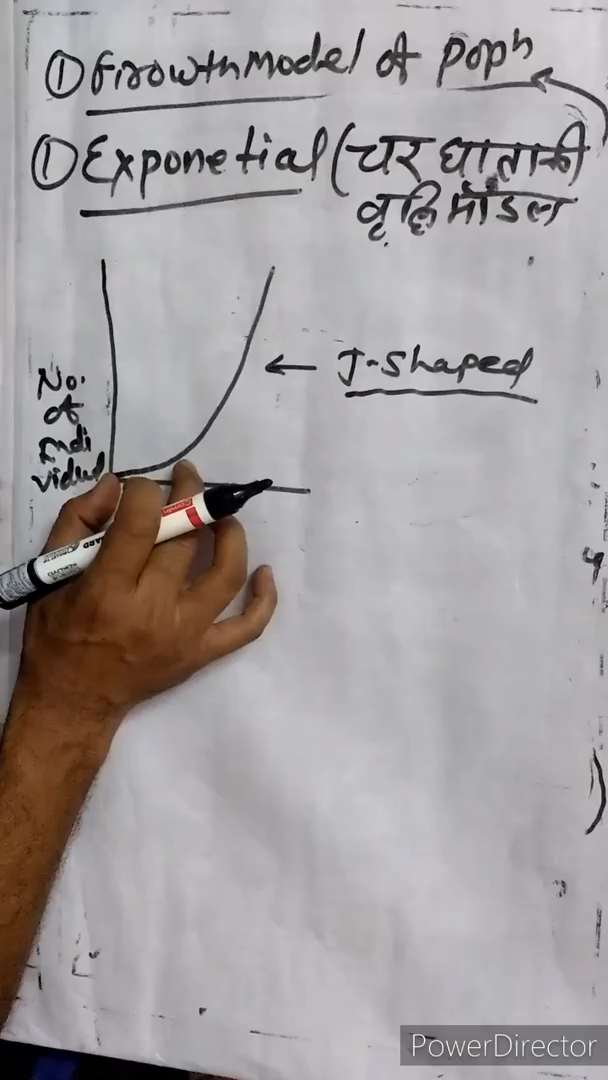 ① Growth Model of Popn
① Exponetial (चर घातांकी
वृद्धि मॉडल
J-Shaped
No.
of
Indi
vidual
PowerDirector